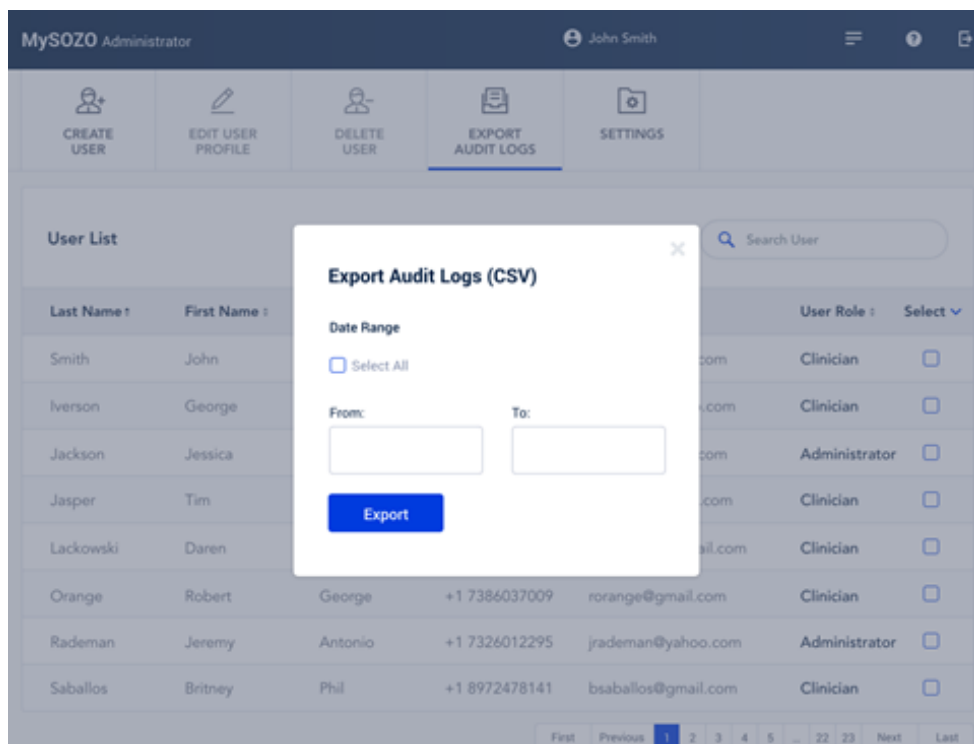 MySOZO Administrator John Smith
CREATE USER EDIT USER PROFILE DELETE USER EXPORT AUDIT LOGS SETTINGS
User List Search User
Export Audit Logs (CSV)
Date Range
Select All
From: To:
Export
Last Name First Name User Role Select
Smith John com Clinician
Iverson George .com Clinician
Jackson Jessica com Administrator
Jasper Tim .com Clinician
Lackowski Daren ail.com Clinician
Orange Robert George +1 7386037009 rorange@gmail.com Clinician
Rademan Jeremy Antonio +1 7326012295 jrademan@yahoo.com Administrator
Saballos Britney Phil +1 8972478141 bsaballos@gmail.com Clinician
First Previous 1 2 3 4 5 ... 22 23 Next Last